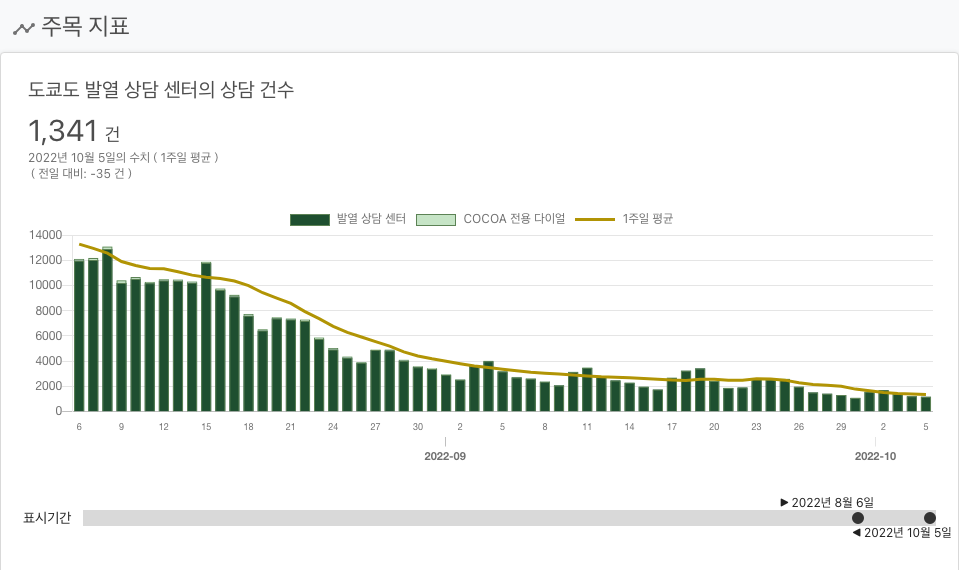 주목 지표
도쿄도 발열 상담 센터의 상담 건수
1,341 건
2022년 10월 5일의 수치 ( 1주일 평균 )
( 전일 대비: -35 건 )
발열 상담 센터 COCOA 전용 다이얼 1주일 평균
14000
12000
10000
8000
6000
4000
2000
0
6 9 12 15 18 21 24 27 30 2 5 8 11 14 17 20 23 26 29 2 5
2022-09 2022-10
▶ 2022년 8월 6일
표시기간
◀ 2022년 10월 5일